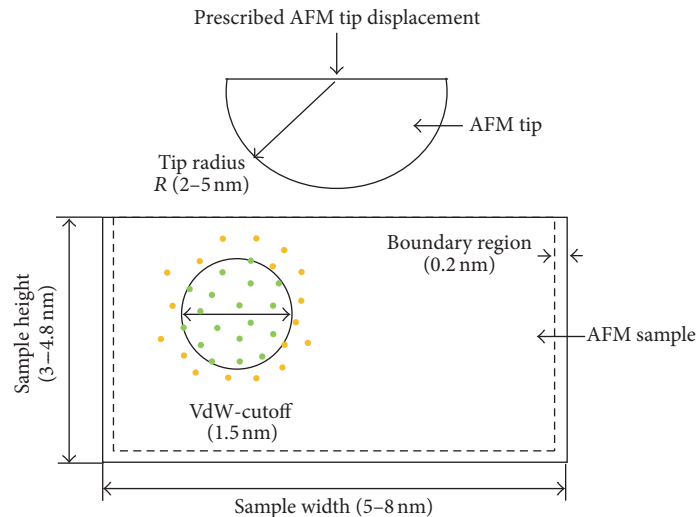 Prescribed AFM tip displacement
AFM tip
Tip radius
R (2–5 nm)
Boundary region
(0.2 nm)
Sample height
(3–4.8 nm)
AFM sample
VdW-cutoff
(1.5 nm)
Sample width (5–8 nm)